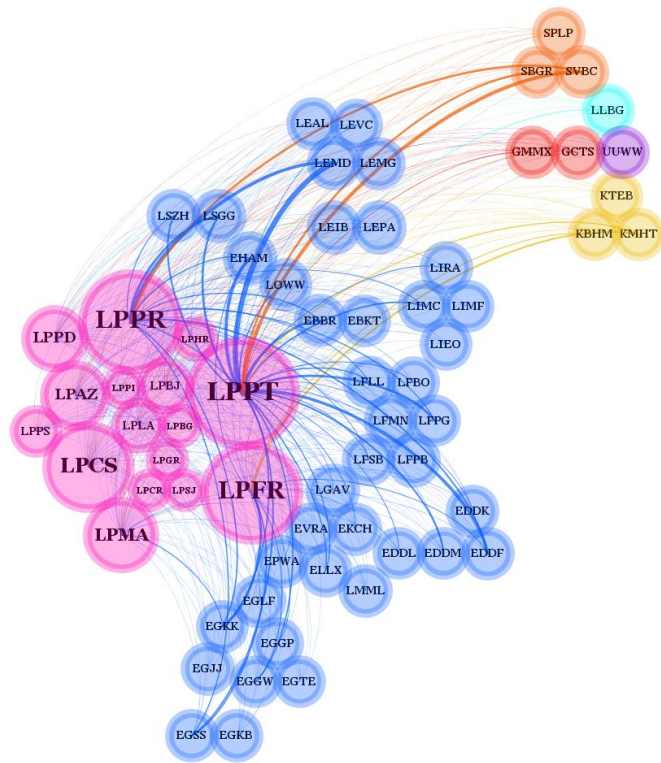 SPLP
SBGR SVBC
LLBG
LEAL LEVC
LEMD LEMG
GMMX GCTS UUWW
KTEB
LSZH LSGG
LEIB LEPA
KBHM KMHT
EHAM
LIRA
LOWW
LIMC LIMF
LPPR
EBBR EBKT
LPPD
LPHR
LIEO
LPPI LPBJ
LPPT
LFLL LFBO
LPAZ
LPPS
LPLA LPBG
LFMN LFPG
LPCS
LPGR
LFSB LFPB
LPCR LPSJ
LPFR
LGAV
EDDK
LPMA
EVRA EKCH
EDDL EDDM EDDF
EPWA
ELLX
LMML
EGLF
EGKK
EGGP
EGJJ
EGGW EGTE
EGSS EGKB